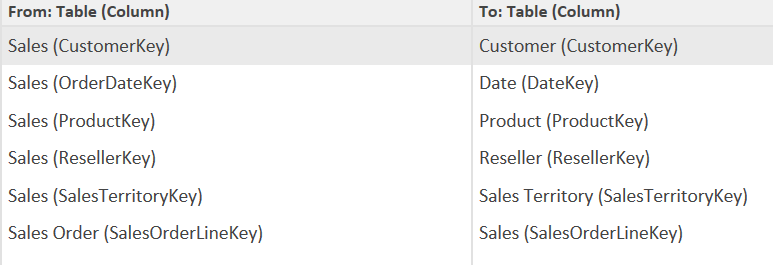 From: Table (Column) To: Table (Column)
Sales (CustomerKey) Customer (CustomerKey)
Sales (OrderDateKey) Date (DateKey)
Sales (ProductKey) Product (ProductKey)
Sales (ResellerKey) Reseller (ResellerKey)
Sales (SalesTerritoryKey) Sales Territory (SalesTerritoryKey)
Sales Order (SalesOrderLineKey) Sales (SalesOrderLineKey)